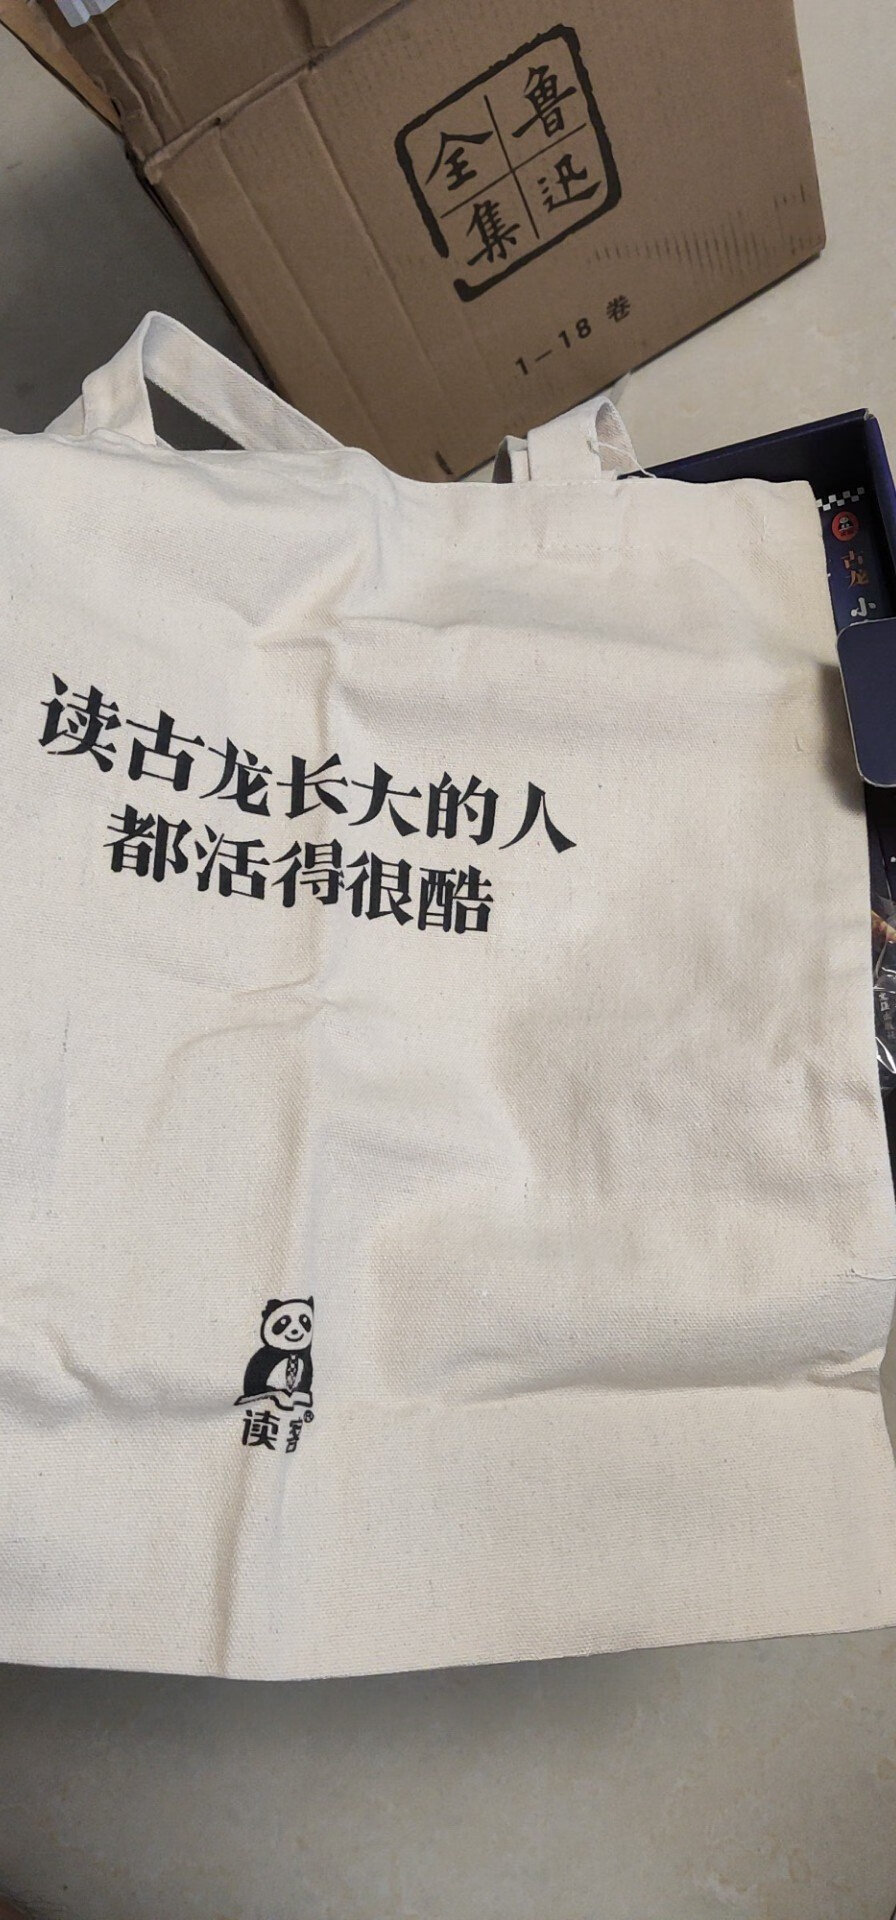 鲁迅
全集
1—18 卷
古龙
小
读古龙长大的人
都活得很酷
读客®